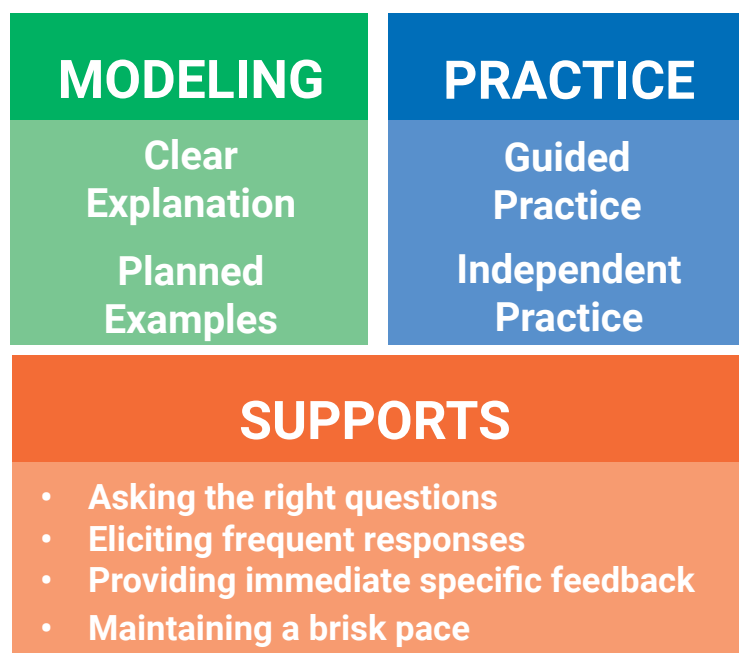 MODELING
Clear
Explanation
Planned
Examples
PRACTICE
Guided
Practice
Independent
Practice
SUPPORTS
• Asking the right questions
• Eliciting frequent responses
• Providing immediate specific feedback
• Maintaining a brisk pace